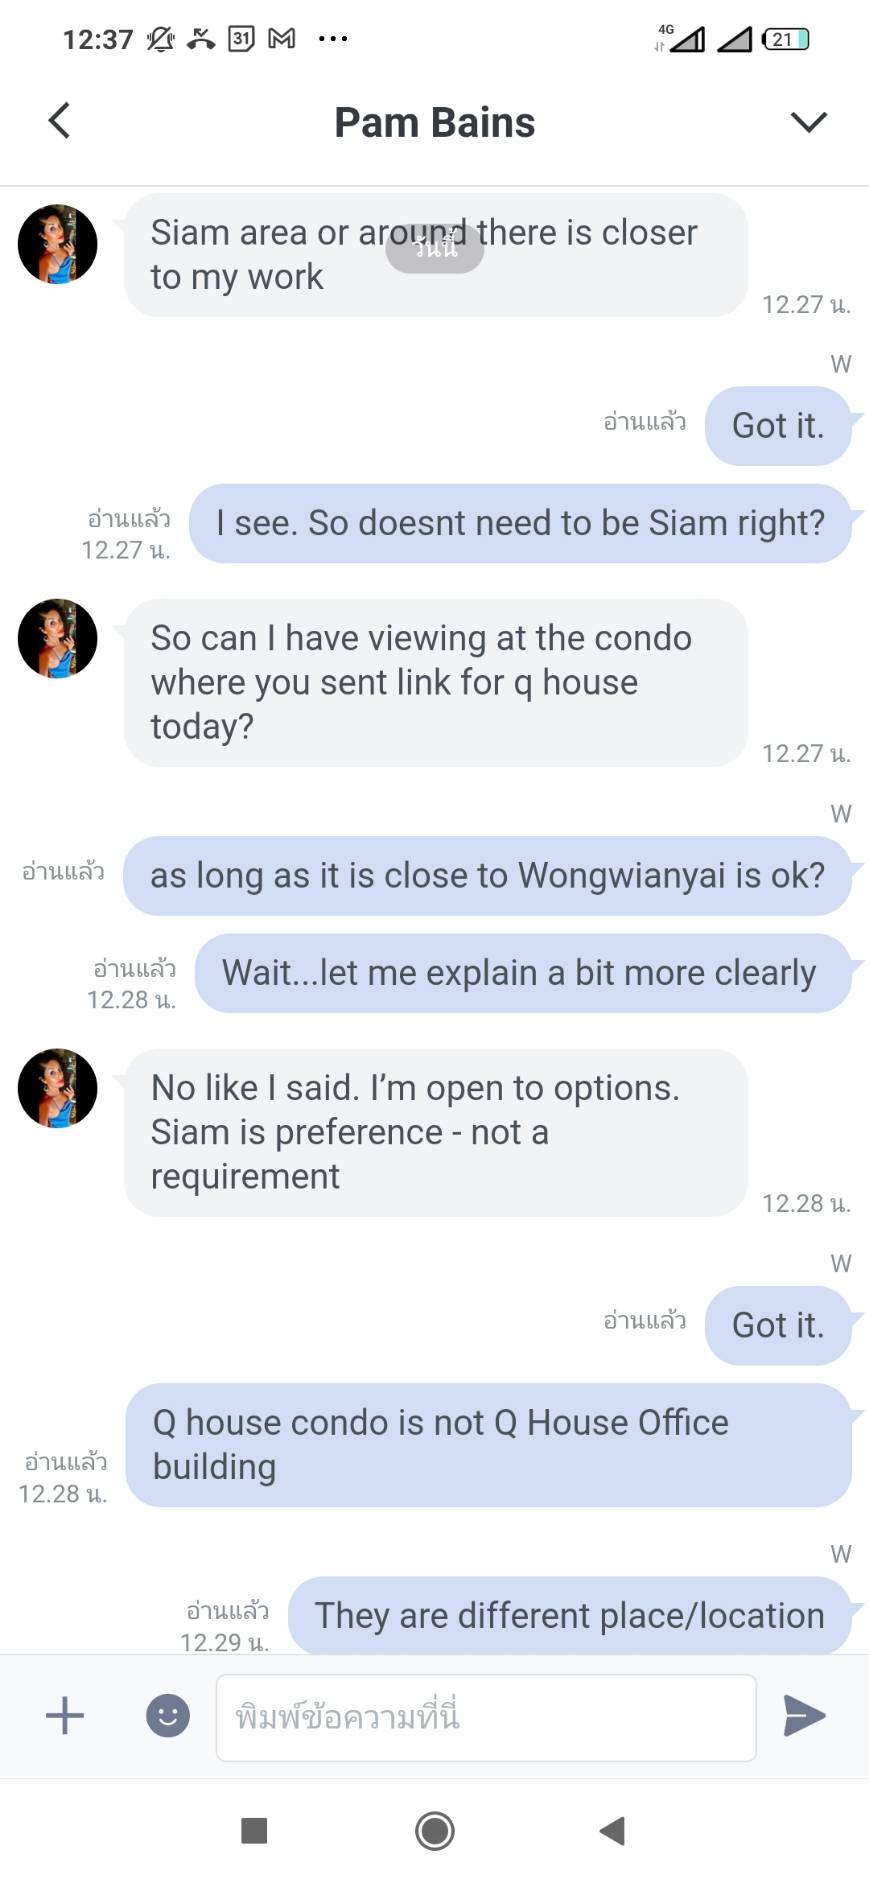 12:37
31
4G
21
Pam Bains
Siam area or around there is closer
วันนี้
to my work
12.27 น.
W
อ่านแล้ว
Got it.
อ่านแล้ว
12.27 น.
I see. So doesnt need to be Siam right?
So can I have viewing at the condo
where you sent link for q house
today?
12.27 น.
W
อ่านแล้ว
as long as it is close to Wongwianyai is ok?
อ่านแล้ว
12.28 น.
Wait...let me explain a bit more clearly
No like I said. I’m open to options.
Siam is preference - not a
requirement
12.28 น.
W
อ่านแล้ว
Got it.
Q house condo is not Q House Office
building
อ่านแล้ว
12.28 น.
W
อ่านแล้ว
12.29 น.
They are different place/location
พิมพ์ข้อความที่นี่